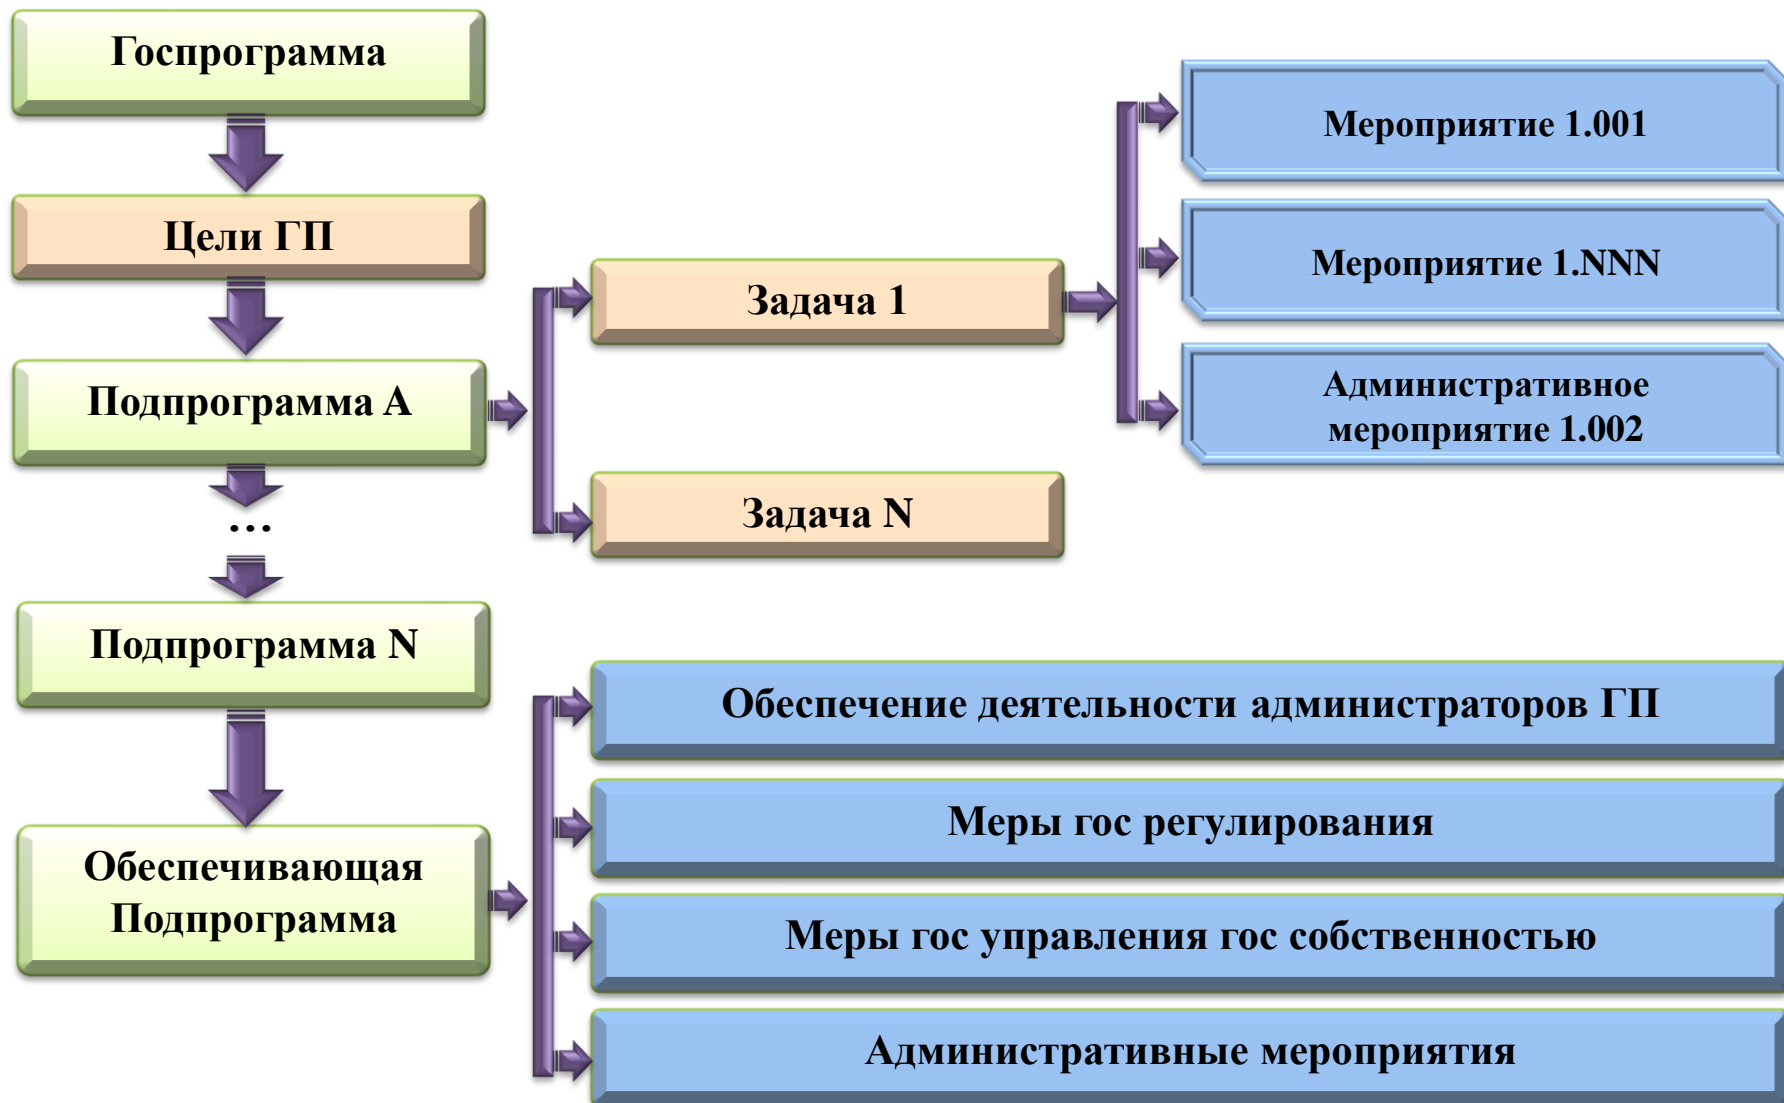 Госпрограмма
Цели ГП
Подпрограмма А
...
Подпрограмма N
Обеспечивающая
Подпрограмма
Задача 1
Задача N
Мероприятие 1.001
Мероприятие 1.NNN
Административное
мероприятие 1.002
Обеспечение деятельности администраторов ГП
Меры гос регулирования
Меры гос управления гос собственностью
Административные мероприятия